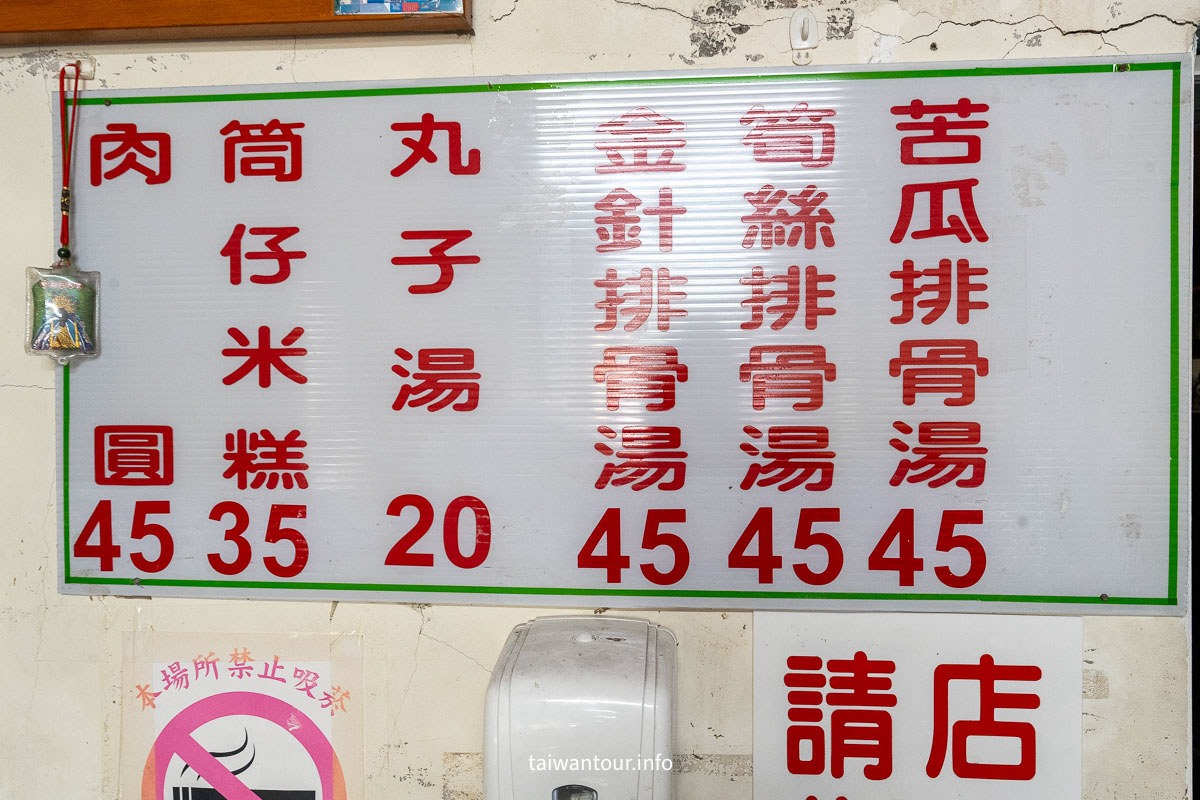 苦瓜排骨湯 45
筍絲排骨湯 45
金針排骨湯 45
丸子湯 20
筒仔米糕 35
肉圓 45
本場所禁止吸菸
店
請
taiwantour.info